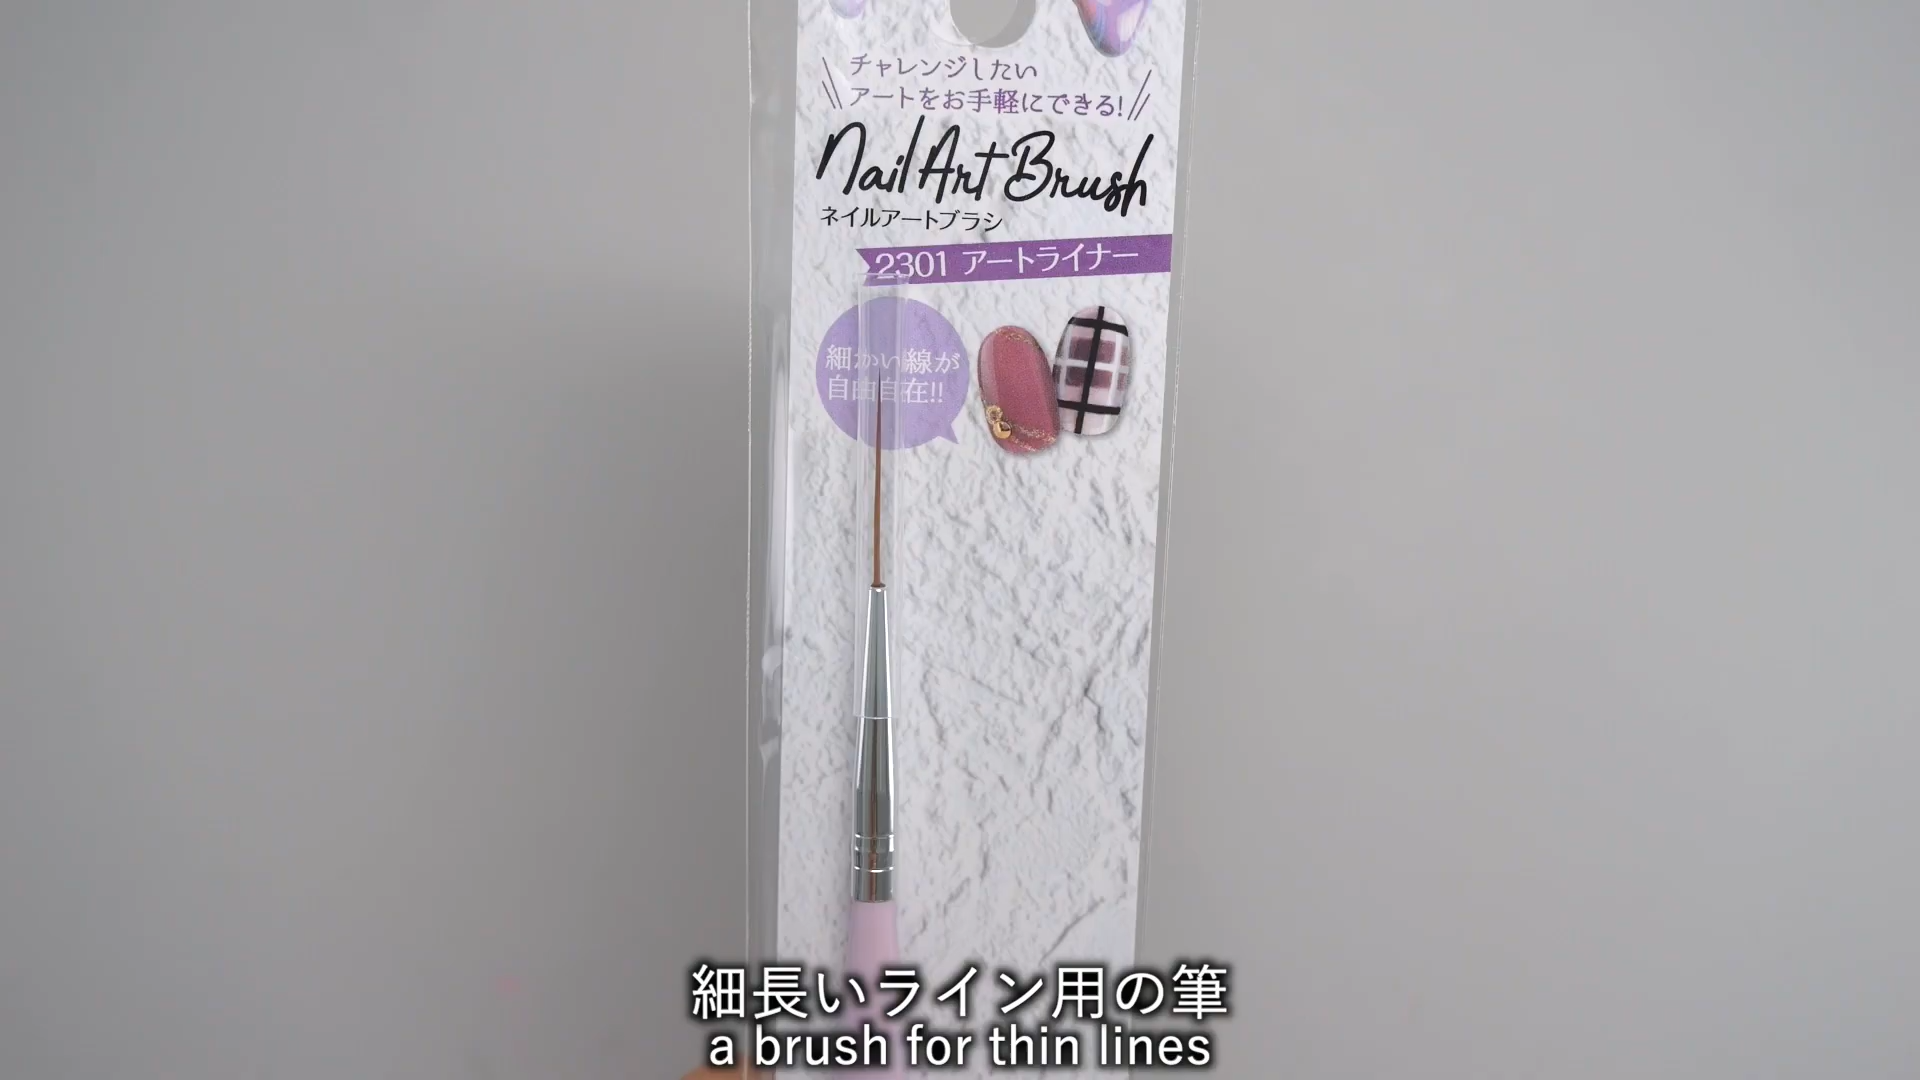 チャレンジしたい
アートをお手軽にできる!
Nail Art Brush
ネイルアートブラシ
2301 アートライナー
細かい線が
自由自在!!
細長いライン用の筆
a brush for thin lines